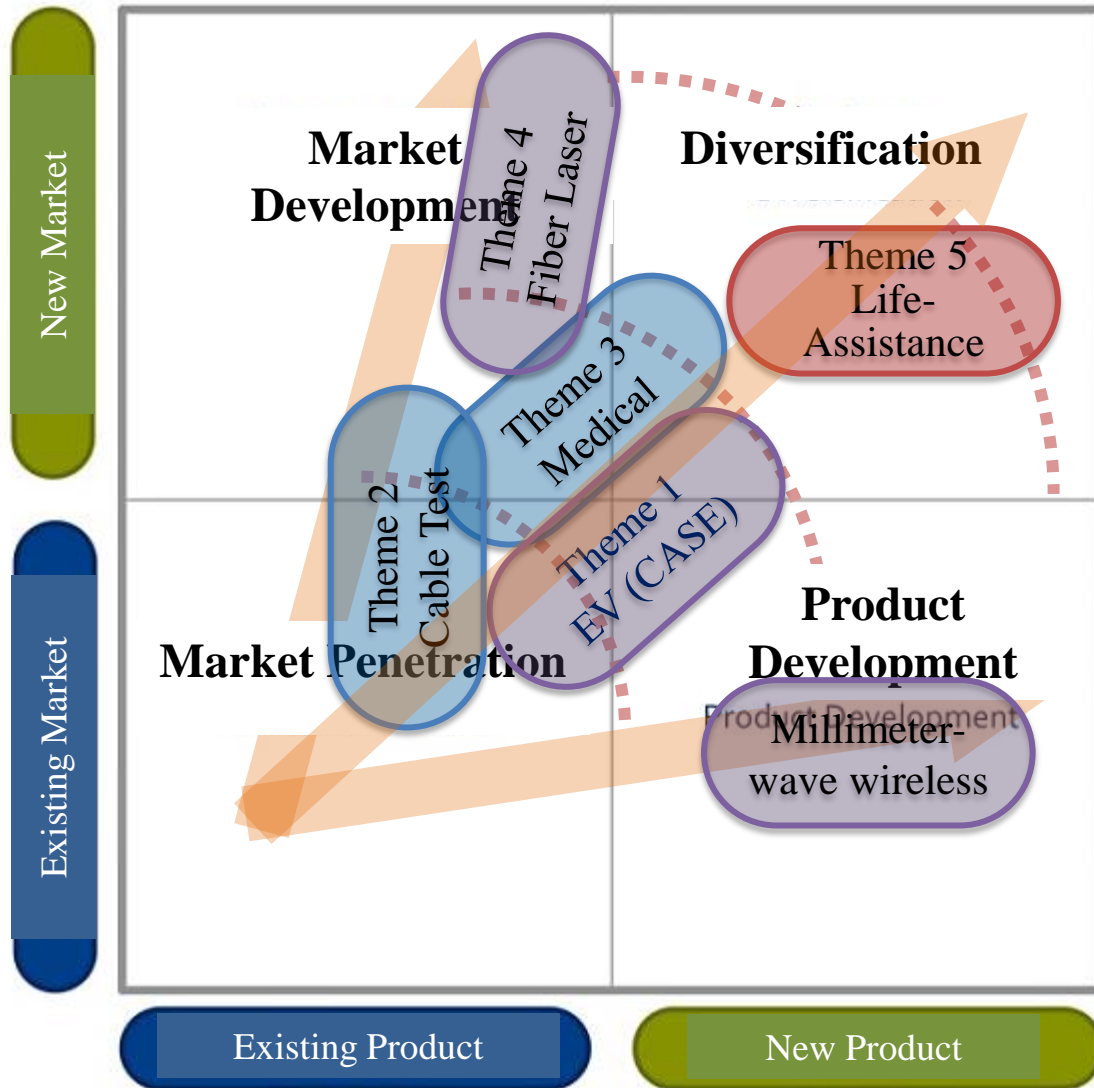 New Market
Existing Market
Market
Development
Diversification
Theme 4
Fiber Laser
Theme 5
Life-
Assistance
Theme 3
Medical
Theme 2
Cable Test
Theme 1
EV (CASE)
Market Penetration
Product
Development
Product Development
Millimeter-
wave wireless
Existing Product
New Product